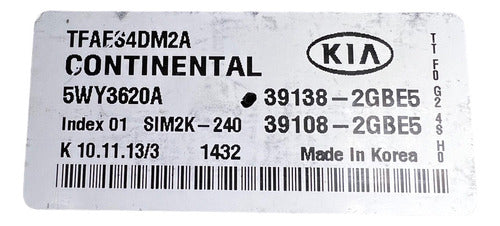 TFAES4DM2A
CONTINENTAL KIA
5WY3620A 39138-2GBE5
Index 01 SIM2K-240 39108-2GBE5
K 10.11.13/3 1432 Made In Korea
TT F0 G2 4S H0